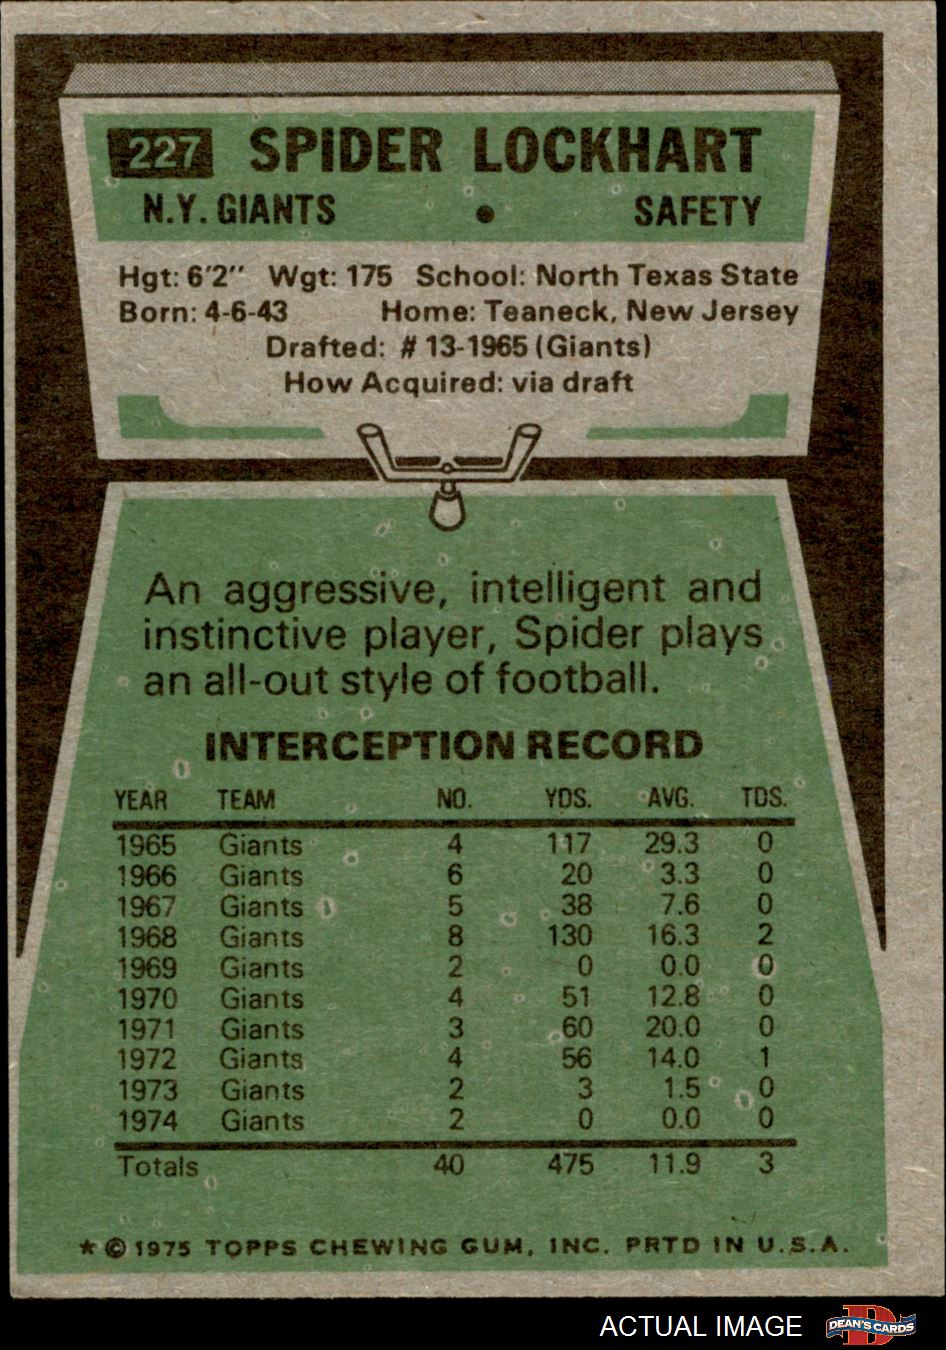 227 SPIDER LOCKHART
N.Y. GIANTS • SAFETY
Hgt: 6'2" Wgt: 175 School: North Texas State
Born: 4-6-43 Home: Teaneck, New Jersey
Drafted: # 13-1965 (Giants)
How Acquired: via draft
An aggressive, intelligent and
instinctive player, Spider plays
an all-out style of football.
INTERCEPTION RECORD
YEAR TEAM NO. YDS. AVG. TDS.
1965 Giants 4 117 29.3 0
1966 Giants 6 20 3.3 0
1967 Giants 5 38 7.6 0
1968 Giants 8 130 16.3 2
1969 Giants 2 0 0.0 0
1970 Giants 4 51 12.8 0
1971 Giants 3 60 20.0 0
1972 Giants 4 56 14.0 1
1973 Giants 2 3 1.5 0
1974 Giants 2 0 0.0 0
Totals 40 475 11.9 3
★ © 1975 TOPPS CHEWING GUM, INC. PRTD IN U.S.A.
ACTUAL IMAGE DEAN'S CARDS